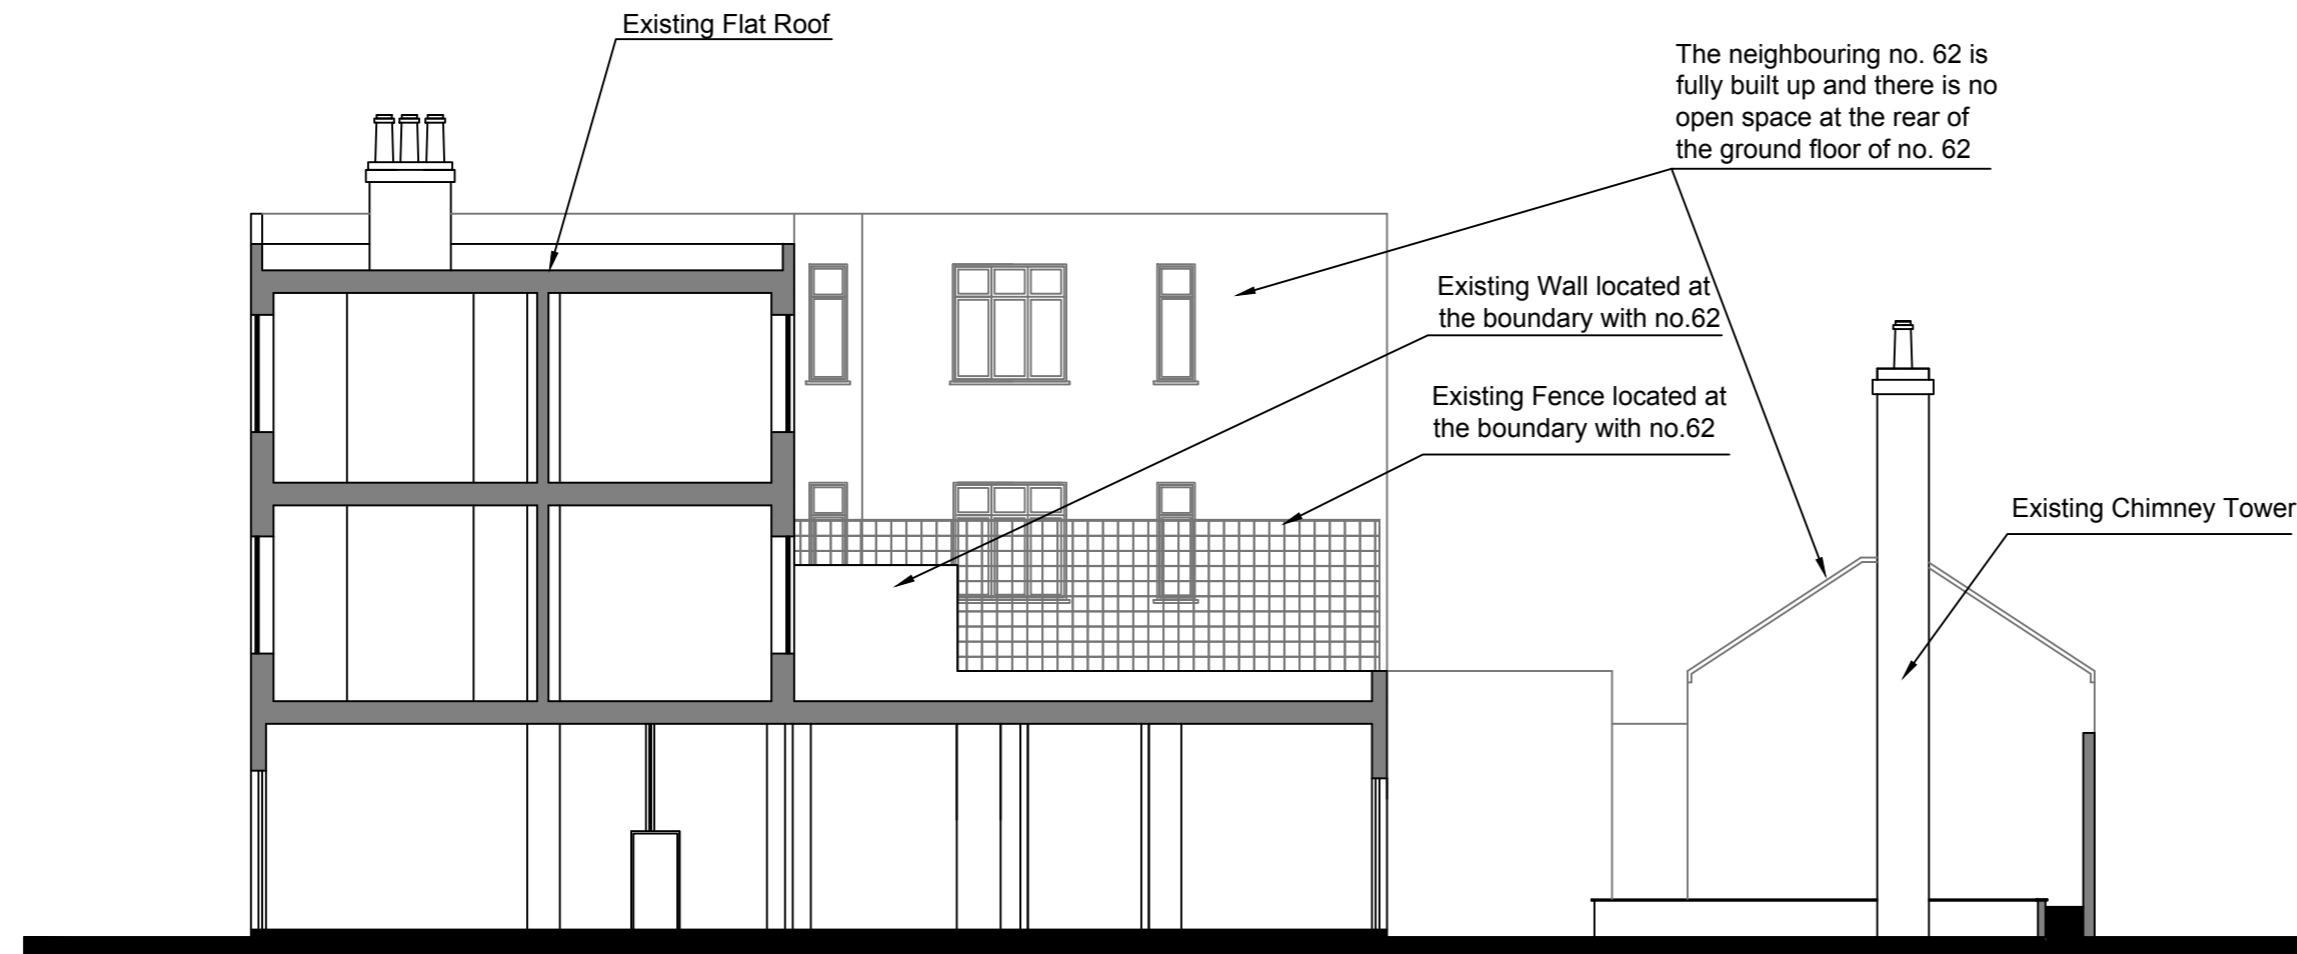 Existing Flat Roof
The neighbouring no. 62 is
fully built up and there is no
open space at the rear of
the ground floor of no. 62
Existing Wall located at
the boundary with no.62
Existing Fence located at
the boundary with no.62
Existing Chimney Tower